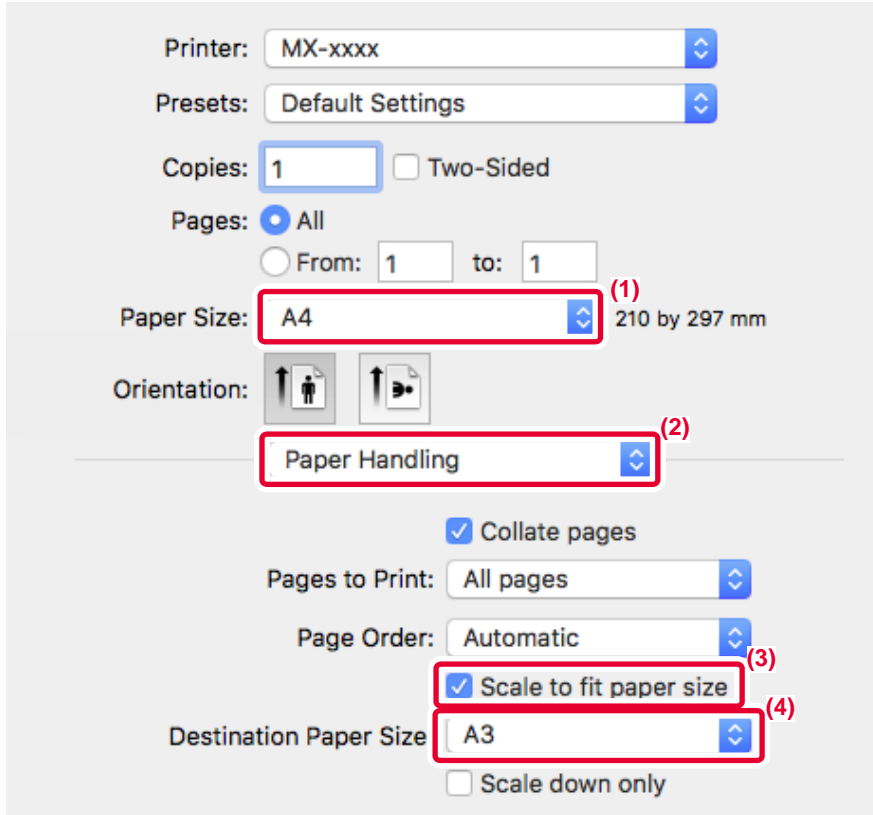 Printer: MX-xxxx
Presets: Default Settings
Copies: 1 Two-Sided
Pages: All
From: 1 to: 1
(1)
Paper Size: A4 210 by 297 mm
Orientation:
(2)
Paper Handling
Collate pages
Pages to Print: All pages
Page Order: Automatic
(3)
Scale to fit paper size
(4)
Destination Paper Size A3
Scale down only